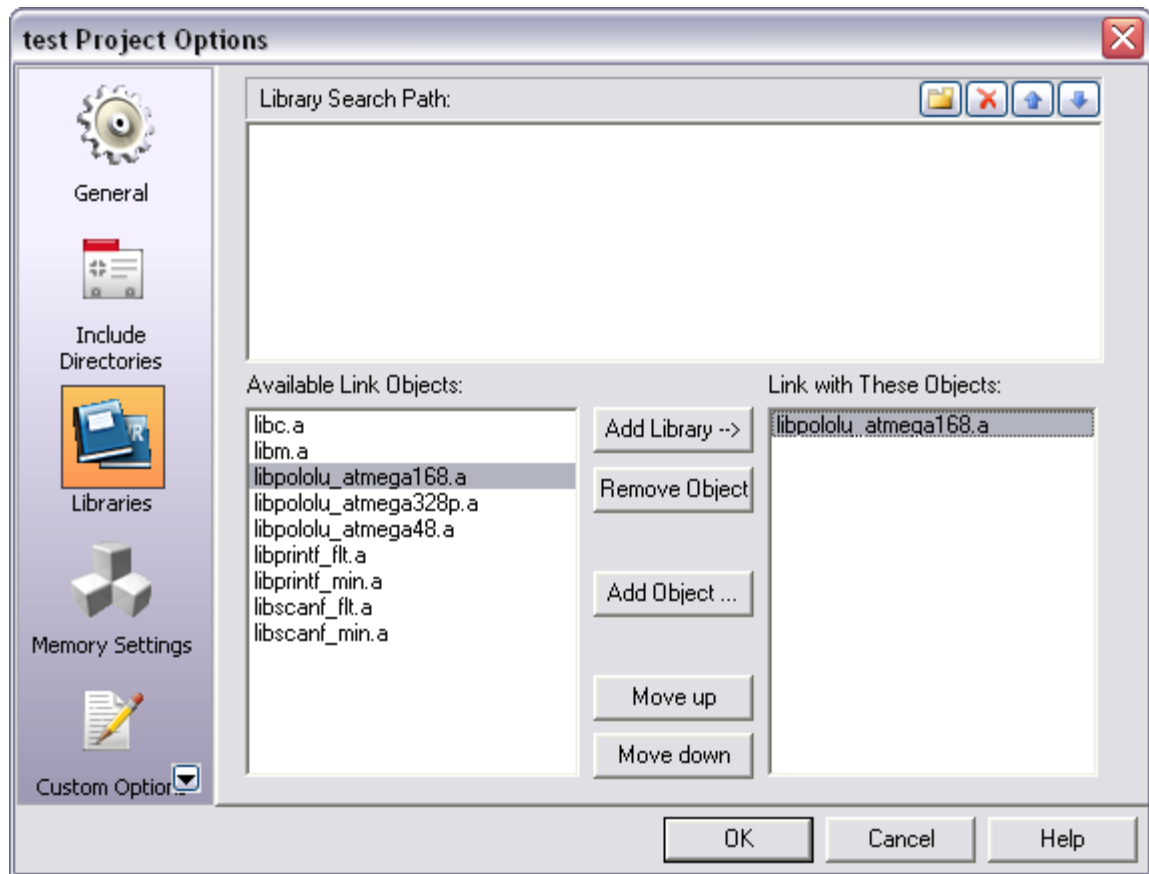 test Project Options
General
Include
Directories
Libraries
Memory Settings
Custom Option
Library Search Path:
Available Link Objects:
libc.a
libm.a
libpololu_atmega168.a
libpololu_atmega328p.a
libpololu_atmega48.a
libprintf_flt.a
libprintf_min.a
libscanf_flt.a
libscanf_min.a
Add Library -->
Remove Object
Add Object ...
Move up
Move down
Link with These Objects:
libpololu_atmega168.a
OK
Cancel
Help